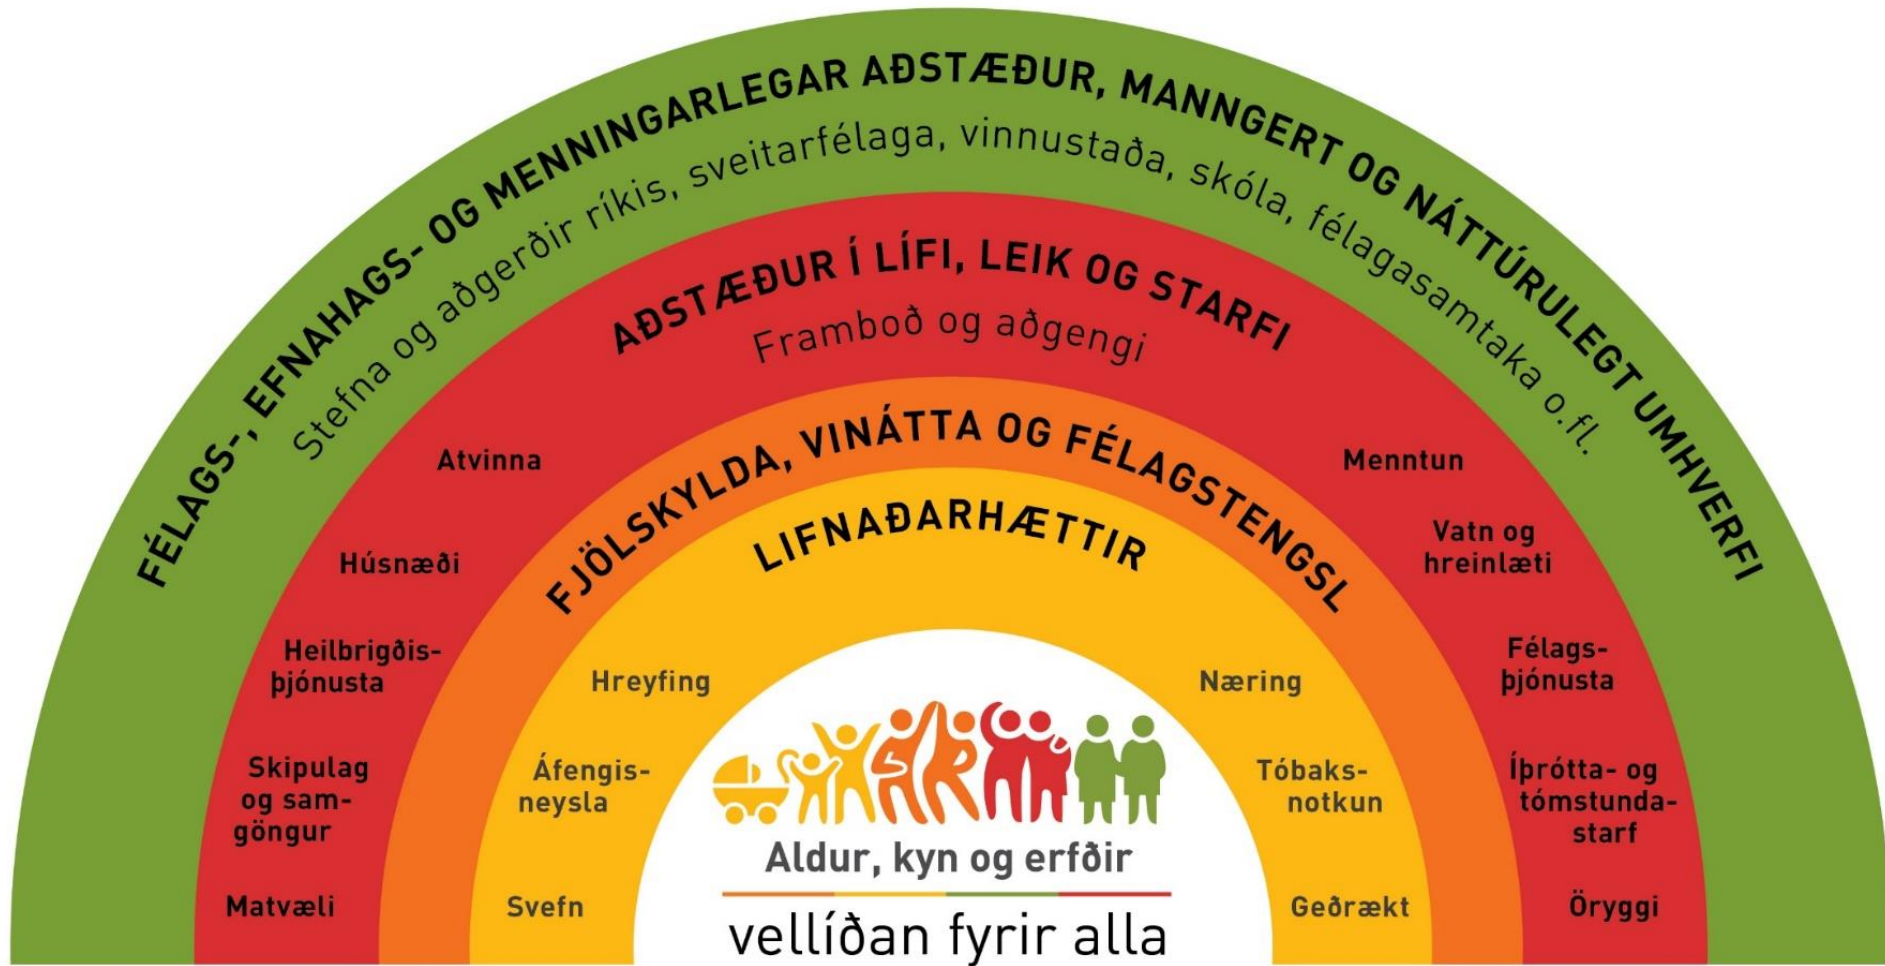 FÉLAGS-, EFNAHAGS- OG MENNINGARLEGAR AÐSTÆÐUR, MANNGERT OG NÁTTÚRULEGT UMHVERFI
Stefna og aðgerðir ríkis, sveitarfélaga, vinnustaða, skóla, félagasamtaka o.fl.
AÐSTÆÐUR Í LÍFI, LEIK OG STARFI
Framboð og aðgengi
Atvinna
Húsnæði
Heilbrigðis-
þjónusta
Skipulag
og sam-
göngur
Matvæli
Menntun
Vatn og
hreinlæti
Félags-
þjónusta
Íþrótta- og
tómstunda-
starf
Öryggi
FJÖLSKYLDA, VINÁTTA OG FÉLAGSTENGSL
LIFNAÐARHÆTTIR
Hreyfing
Áfengis-
neysla
Svefn
Næring
Tóbaks-
notkun
Geðrækt
Aldur, kyn og erfðir
vellíðan fyrir alla